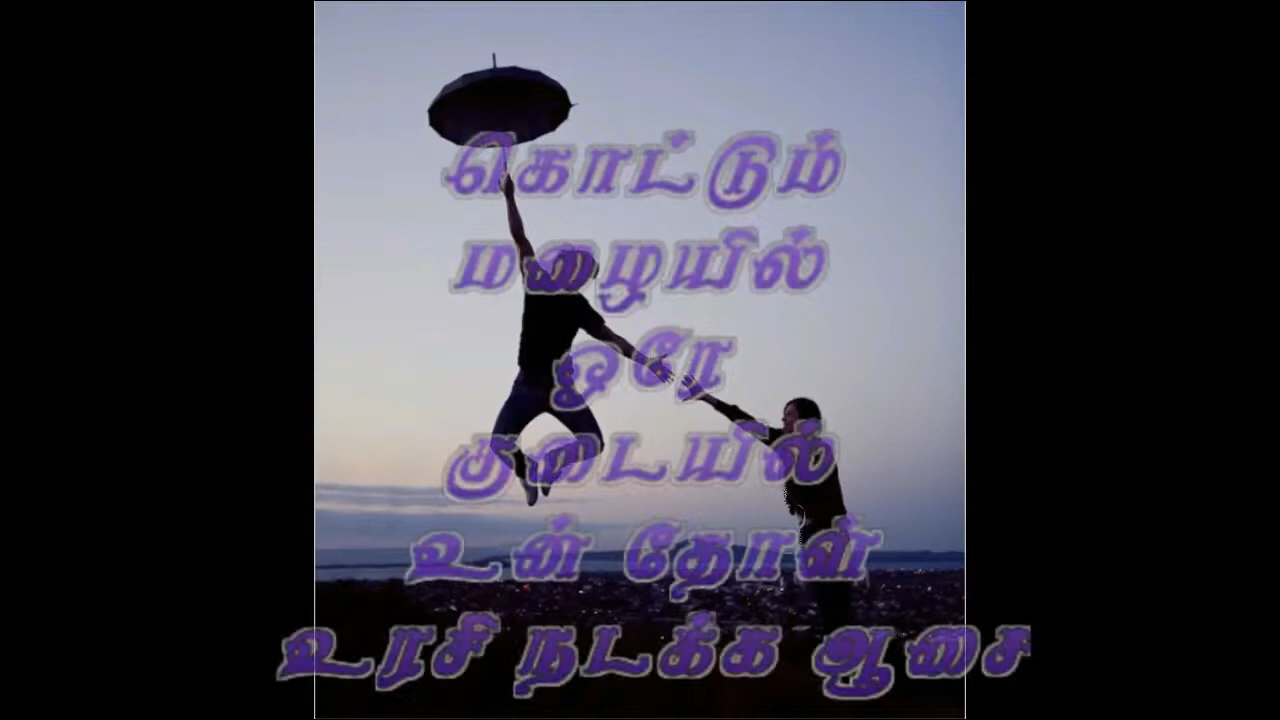 கொட்டும்
மழையில்
ஒரே
குடையில்
உன் தோள்
உரசி நடக்க ஆசை